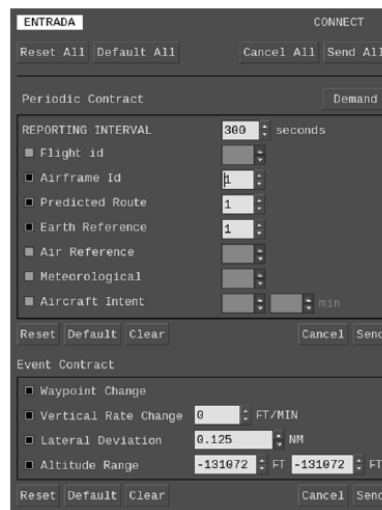 ENTRADA CONNECT
Reset All Default All Cancel All Send All
Periodic Contract Demand
REPORTING INTERVAL 300 seconds
Flight id
Airframe Id 1
Predicted Route 1
Earth Reference 1
Air Reference
Meteorological
Aircraft Intent min
Reset Default Clear Cancel Send
Event Contract
Waypoint Change
Vertical Rate Change 0 FT/MIN
Lateral Deviation 0.125 NM
Altitude Range -131072 FT -131072 FT
Reset Default Clear Cancel Send